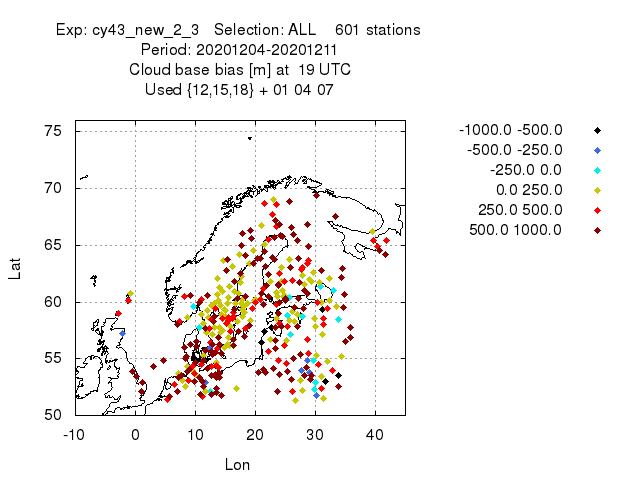 Exp: cy43_new_2_3   Selection: ALL    601 stations
Period: 20201204-20201211
Cloud base bias [m] at  19 UTC
Used {12,15,18} + 01 04 07
-1000.0 -500.0
-500.0 -250.0
-250.0 0.0
0.0 250.0
250.0 500.0
500.0 1000.0
75
70
65
60
55
50
Lat
-10 0 10 20 30 40
Lon